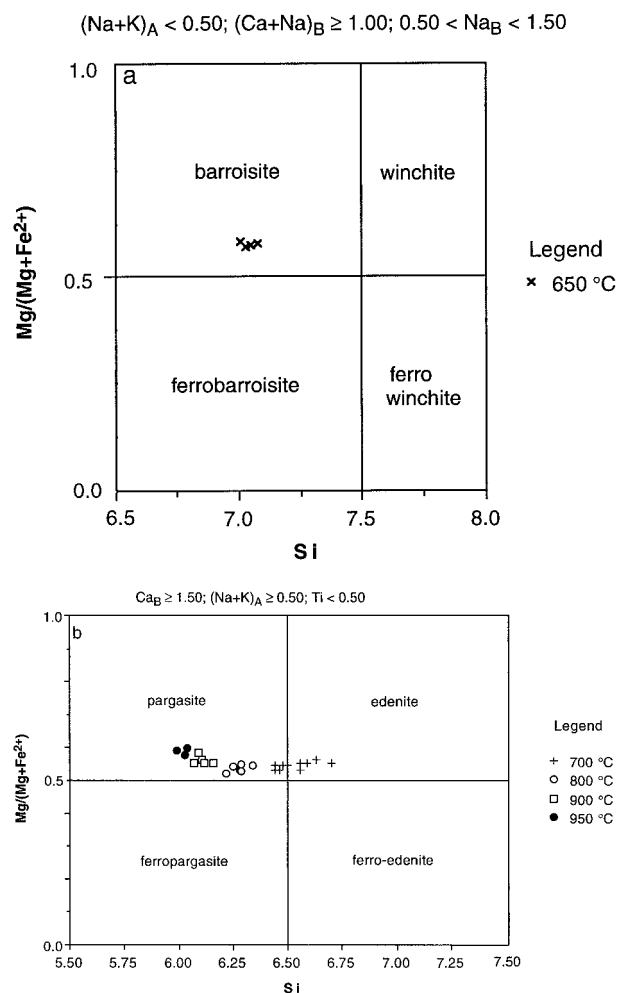 (Na+K)A < 0.50; (Ca+Na)B ≥ 1.00; 0.50 < NaB < 1.50
1.0
a
barroisite
winchite
Mg/(Mg+Fe2+)
Legend
× 650 °C
0.5
ferrobarroisite
ferro
winchite
0.0
6.5 7.0 7.5 8.0
Si
CaB ≥ 1.50; (Na+K)A ≥ 0.50; Ti < 0.50
1.0
b
pargasite
edenite
Mg/(Mg+Fe2+)
Legend
+ 700 °C
○ 800 °C
□ 900 °C
● 950 °C
0.5
ferropargasite
ferro-edenite
0.0
5.50 5.75 6.00 6.25 6.50 6.75 7.00 7.25 7.50
Si